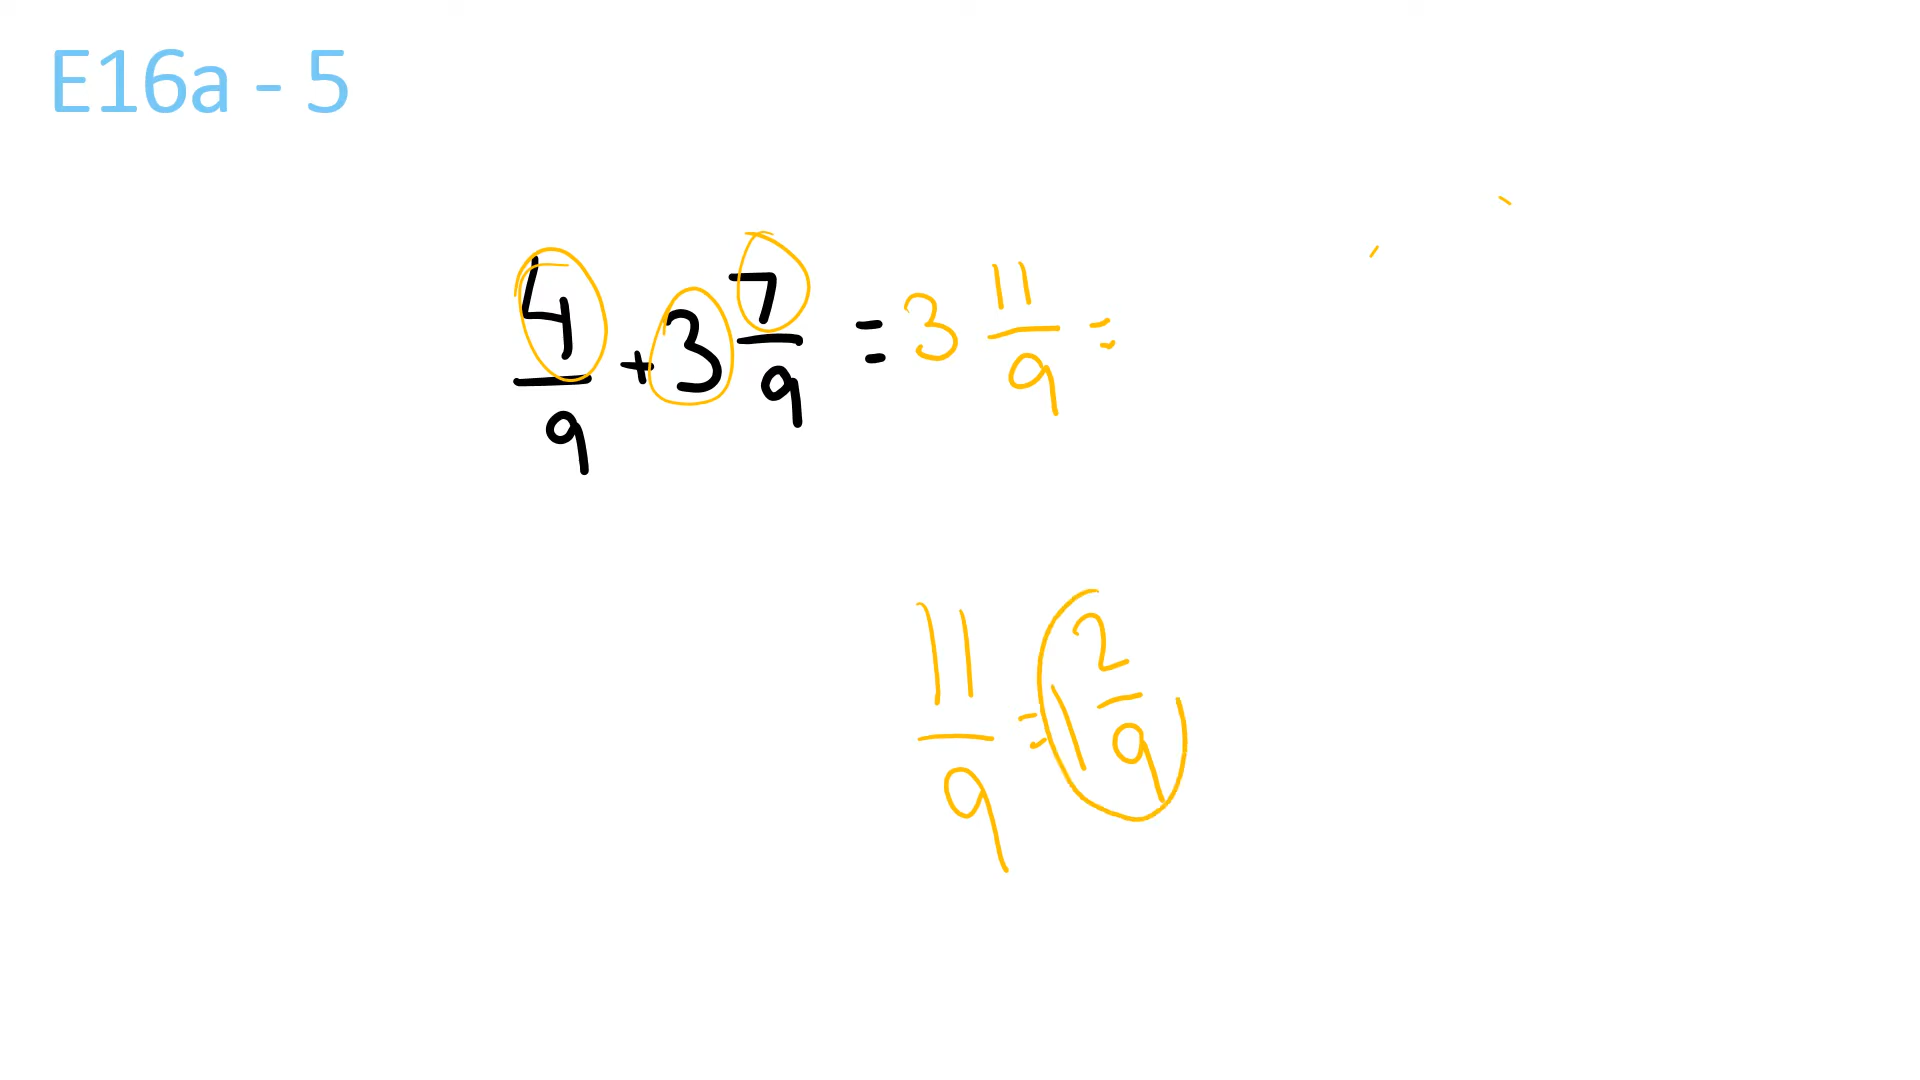 E16a - 5
4/9 + 3 7/9 = 3 11/9 =
11/9 = 1 2/9